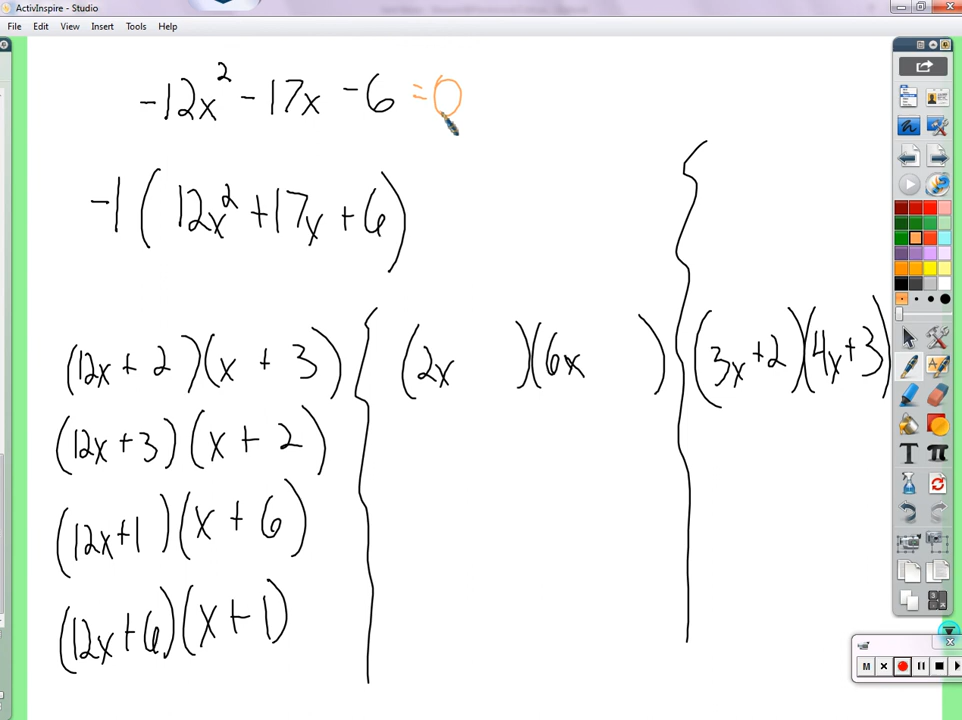 ActivInspire - Studio
File Edit View Insert Tools Help
-12x² - 17x - 6 = 0
-1 ( 12x² + 17x + 6 )
(12x + 2)(x + 3) (2x )(6x ) (3x + 2)(4x + 3)
(12x + 3)(x + 2)
(12x + 1)(x + 6)
(12x + 6)(x + 1)
T π
M